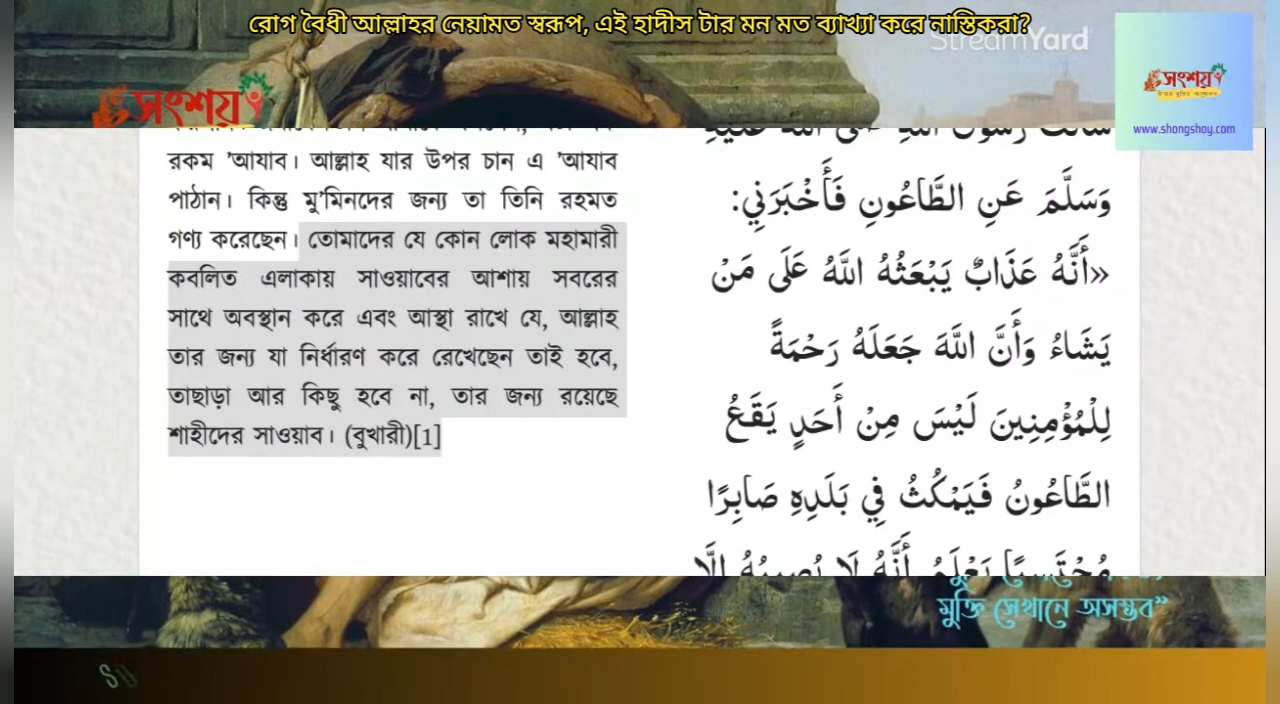 রোগ বৈধী আল্লাহর নেয়ামত স্বরূপ, এই হাদীস টার মন মত ব্যাখ্যা করে নাস্তিকরা?
StreamYard
সংশয়
সংশয়
www.shongshoy.com
রকম 'আযাব। আল্লাহ যার উপর চান এ 'আযাব
পাঠান। কিন্তু মু'মিনদের জন্য তা তিনি রহমত
গণ্য করেছেন। তোমাদের যে কোন লোক মহামারী
কবলিত এলাকায় সাওয়াবের আশায় সবরের
সাথে অবস্থান করে এবং আস্থা রাখে যে, আল্লাহ
তার জন্য যা নির্ধারণ করে রেখেছেন তাই হবে,
তাছাড়া আর কিছু হবে না, তার জন্য রয়েছে
শাহীদের সাওয়াব। (বুখারী)[1]
وَسَلَّمَ عَنِ الطَّاعُونِ فَأَخْبَرَنِي:
«أَنَّهُ عَذَابٌ يَبْعَثُهُ اللَّهُ عَلَى مَنْ
يَشَاءُ وَأَنَّ اللَّهَ جَعَلَهُ رَحْمَةً
لِلْمُؤْمِنِينَ لَيْسَ مِنْ أَحَدٍ يَقَعُ
الطَّاعُونُ فَيَمْكُثُ فِي بَلَدِهِ صَابِرًا
مُحْتَسِبًا يَعْلَمُ أَنَّهُ لَا يُصِيبُهُ إِلَّا
মুক্তি সেখানে অসম্ভব”